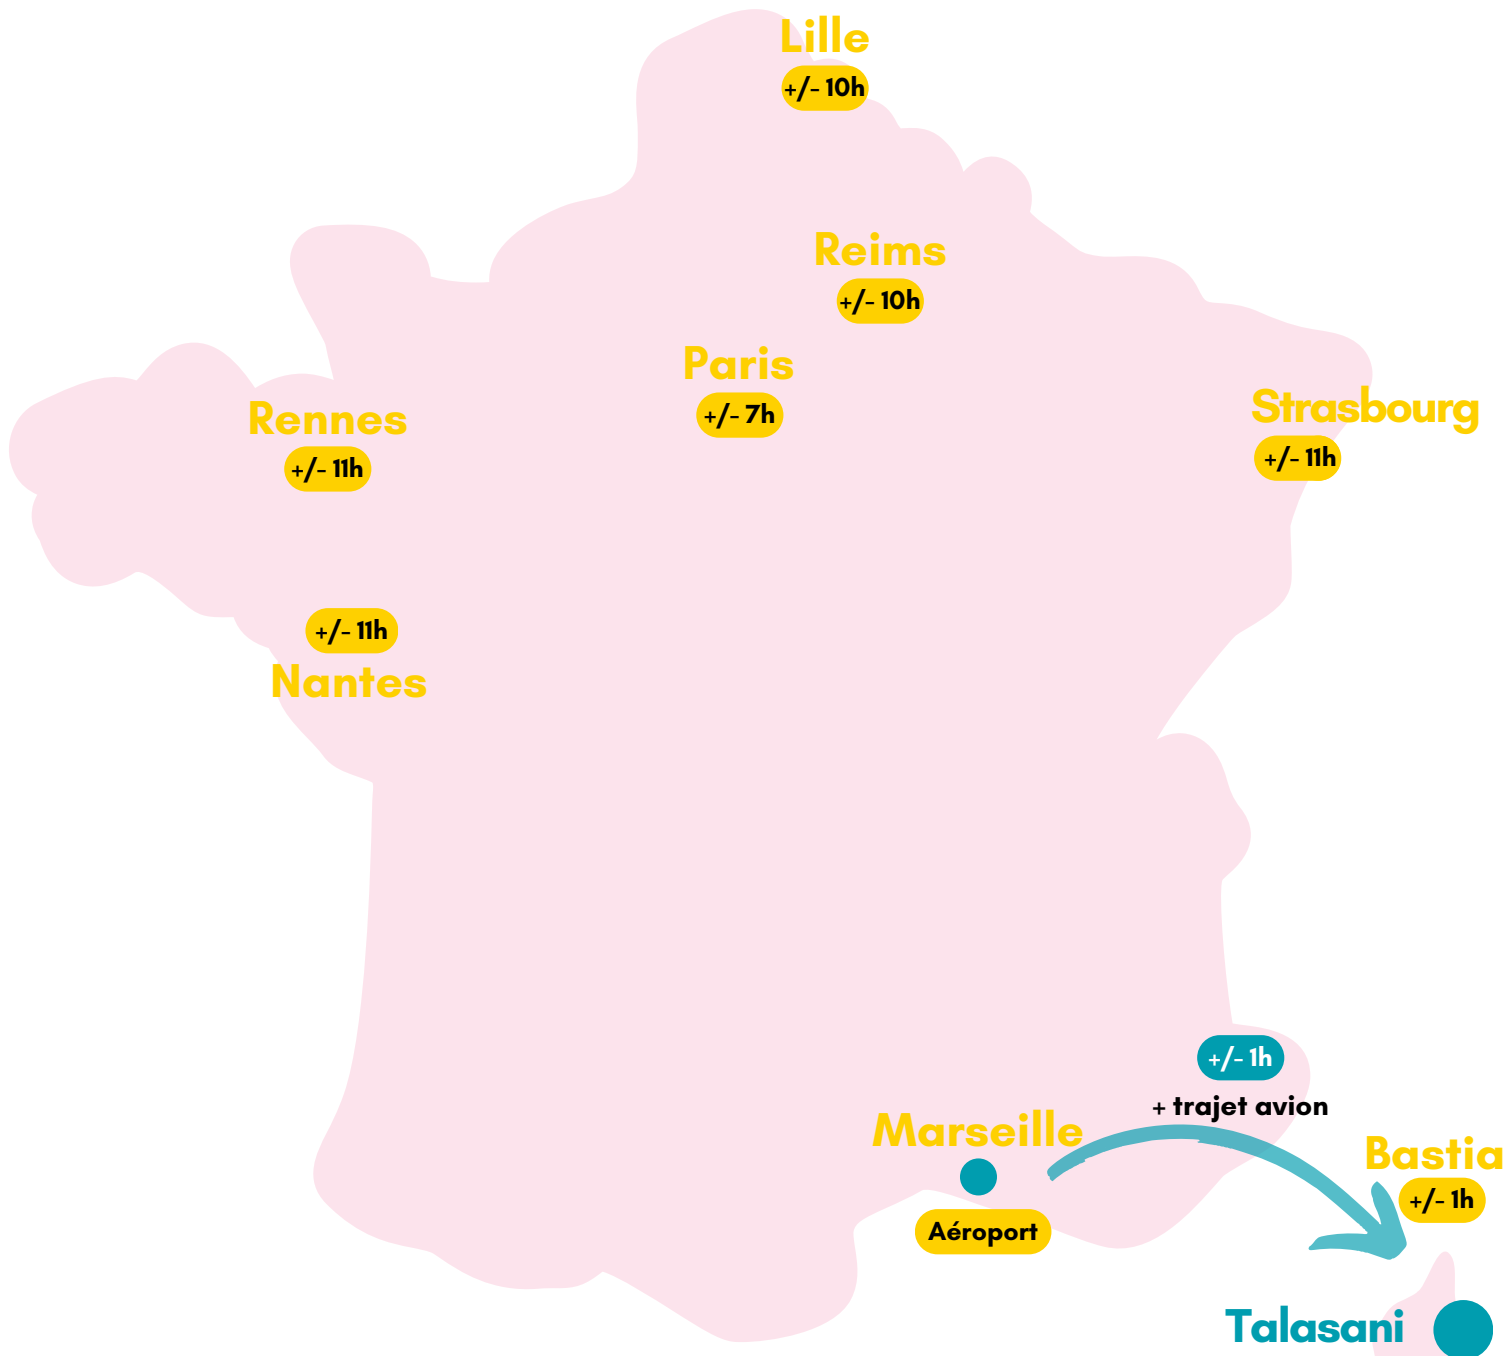 Lille
+/- 10h
Reims
+/- 10h
Paris
+/- 7h
Rennes
+/- 11h
Strasbourg
+/- 11h
+/- 11h
Nantes
+/- 1h
+ trajet avion
Marseille
Aéroport
Bastia
+/- 1h
Talasani